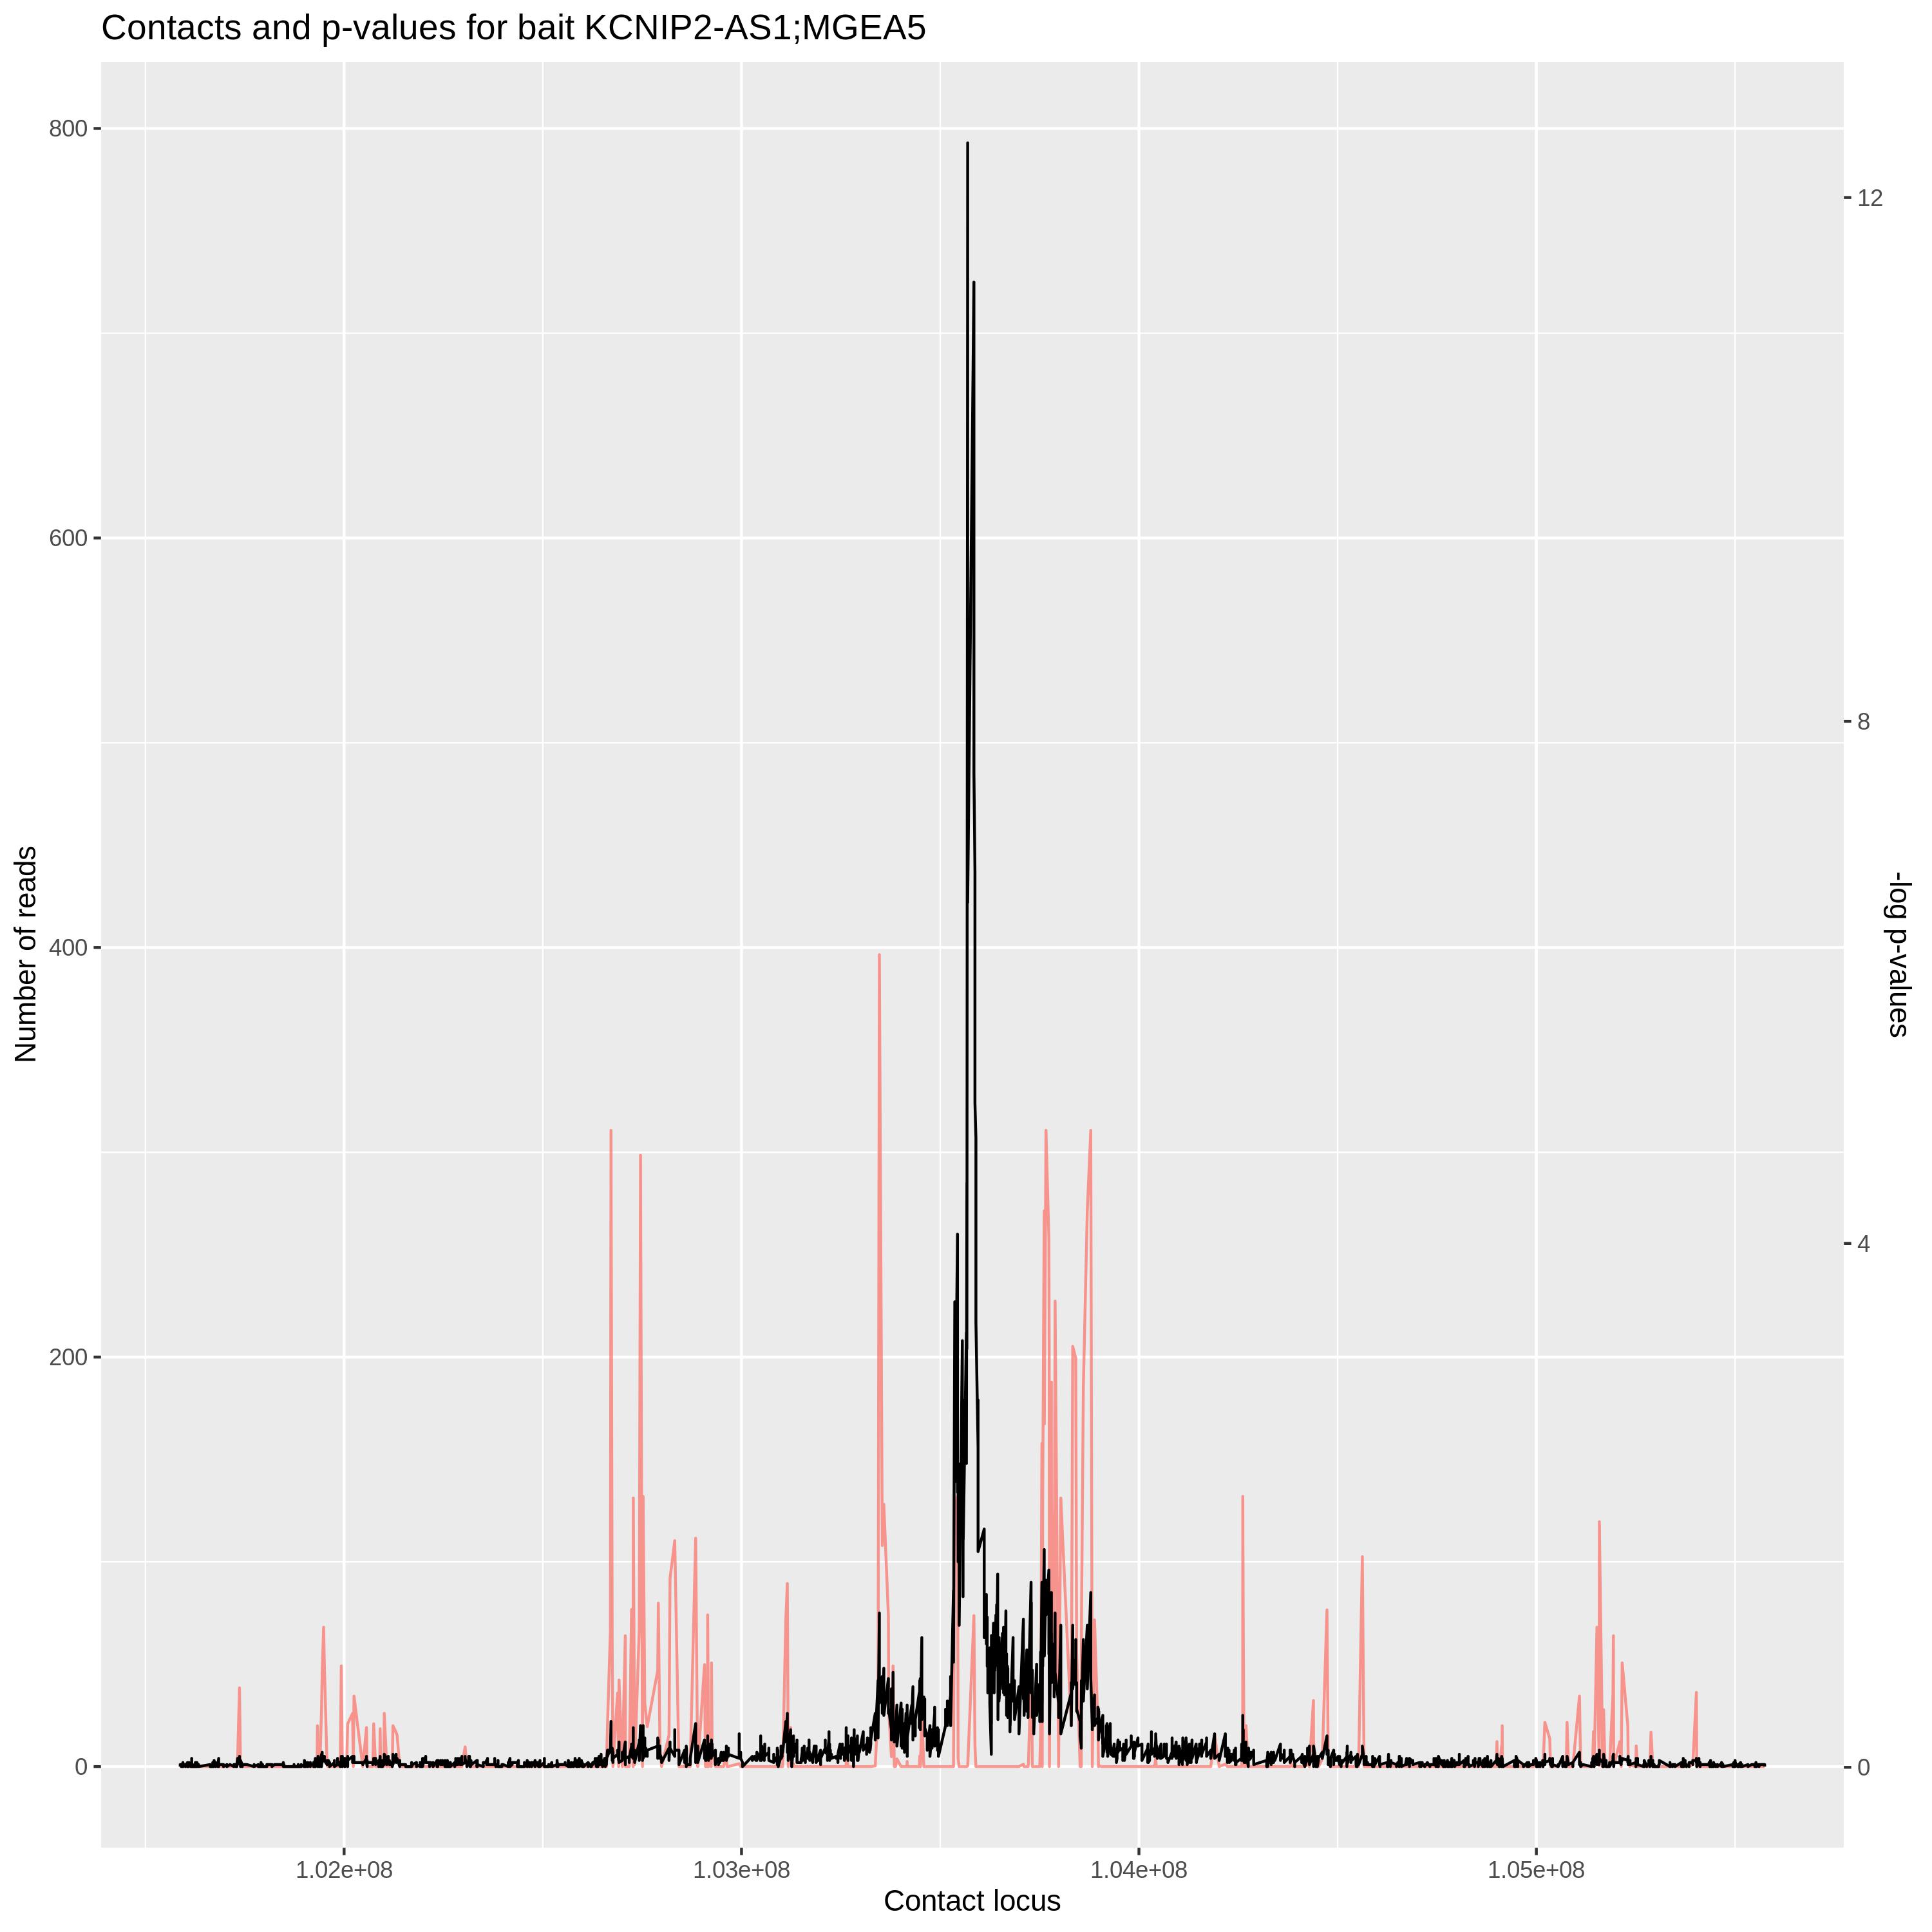 Contacts and p-values for bait KCNIP2-AS1;MGEA5
800
600
400
200
0
12
8
4
0
Number of reads
-log p-values
1.02e+08
1.03e+08
1.04e+08
1.05e+08
Contact locus